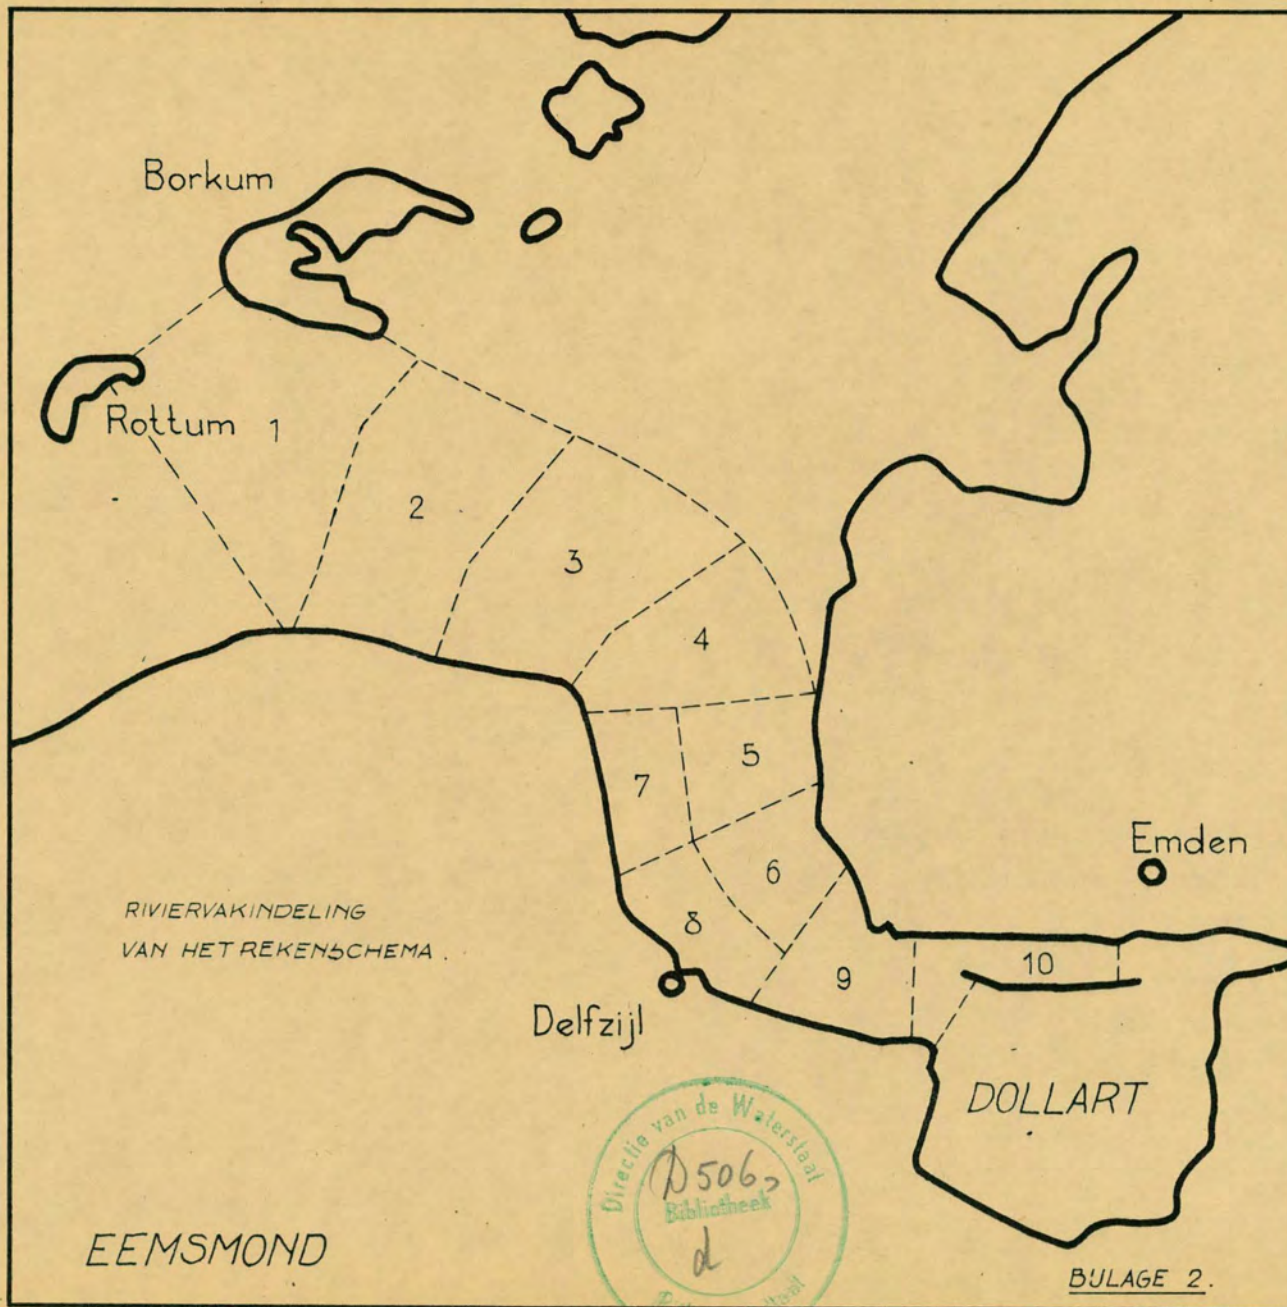 Borkum
Rottum
1
2
3
4
5
7
6
8
9
10
Emden
RIVIERVAKINDELING
VAN HET REKENSCHEMA.
Delfzijl
DOLLART
Directie van de Waterstaat
D506,
Bibliotheek
d
EEMSMOND
BIJLAGE 2.